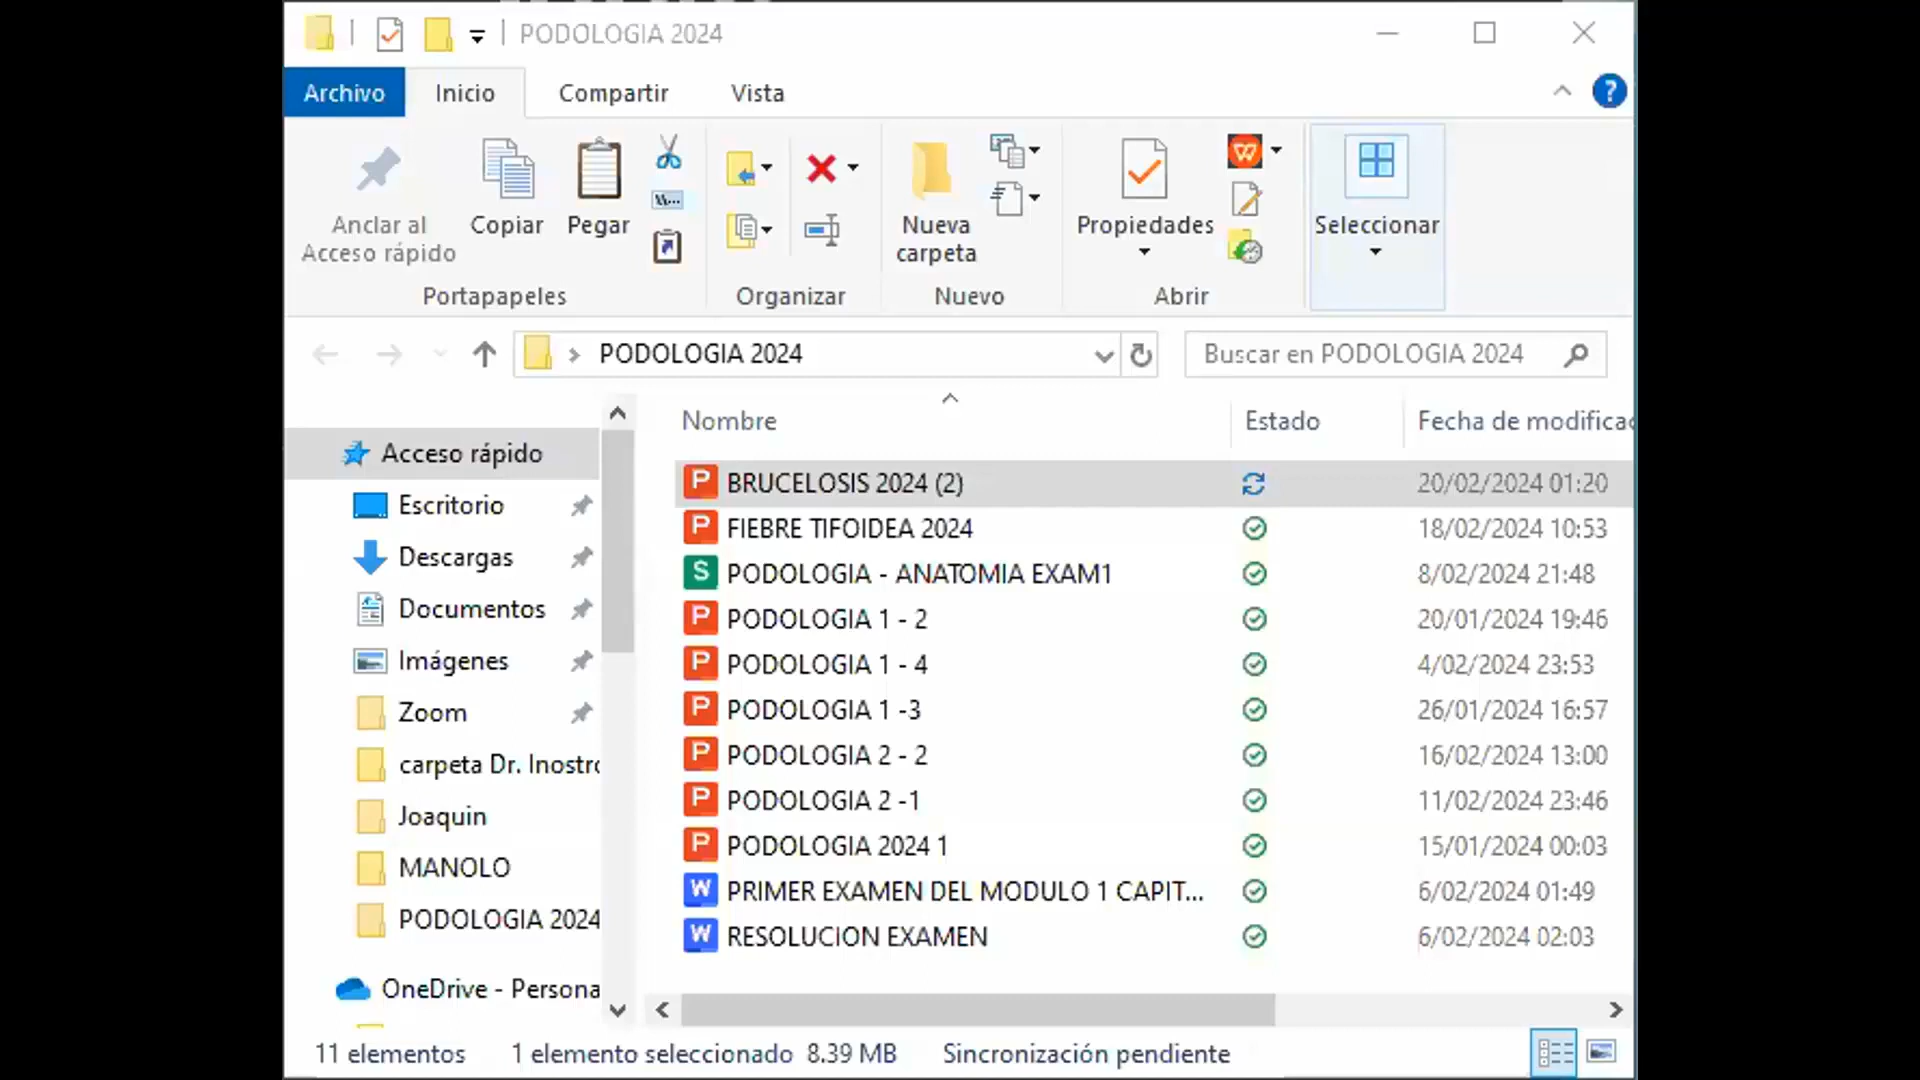 PODOLOGIA 2024
Archivo Inicio Compartir Vista
Anclar al Acceso rápido
Copiar
Pegar
Nueva carpeta
Propiedades
Seleccionar
Portapapeles Organizar Nuevo Abrir
PODOLOGIA 2024
Buscar en PODOLOGIA 2024
Nombre Estado Fecha de modificac
Acceso rápido
Escritorio
Descargas
Documentos
Imágenes
Zoom
carpeta Dr. Inostro
Joaquin
MANOLO
PODOLOGIA 2024
OneDrive - Persona
BRUCELOSIS 2024 (2) 20/02/2024 01:20
FIEBRE TIFOIDEA 2024 18/02/2024 10:53
PODOLOGIA - ANATOMIA EXAM1 8/02/2024 21:48
PODOLOGIA 1 - 2 20/01/2024 19:46
PODOLOGIA 1 - 4 4/02/2024 23:53
PODOLOGIA 1 -3 26/01/2024 16:57
PODOLOGIA 2 - 2 16/02/2024 13:00
PODOLOGIA 2 -1 11/02/2024 23:46
PODOLOGIA 2024 1 15/01/2024 00:03
PRIMER EXAMEN DEL MODULO 1 CAPIT... 6/02/2024 01:49
RESOLUCION EXAMEN 6/02/2024 02:03
11 elementos 1 elemento seleccionado 8.39 MB Sincronización pendiente